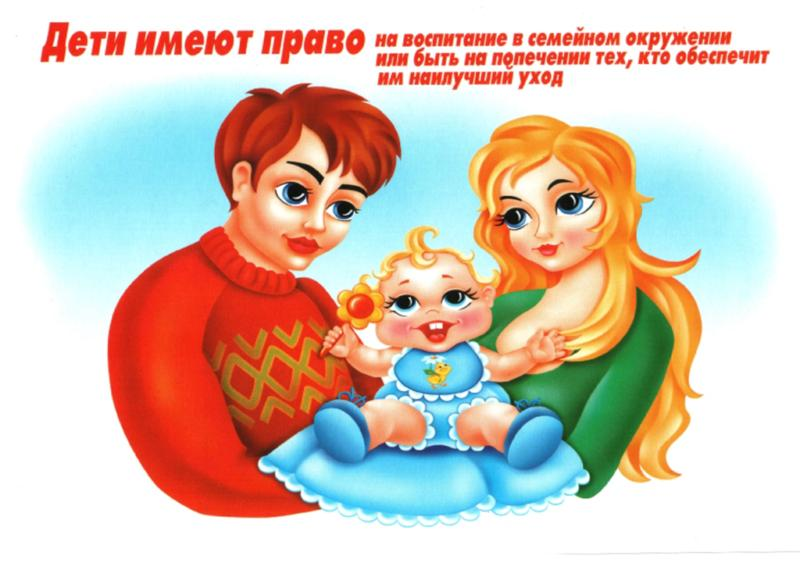 Дети имеют право
на воспитание в семейном окружении
или быть на попечении тех, кто обеспечит
им наилучший уход